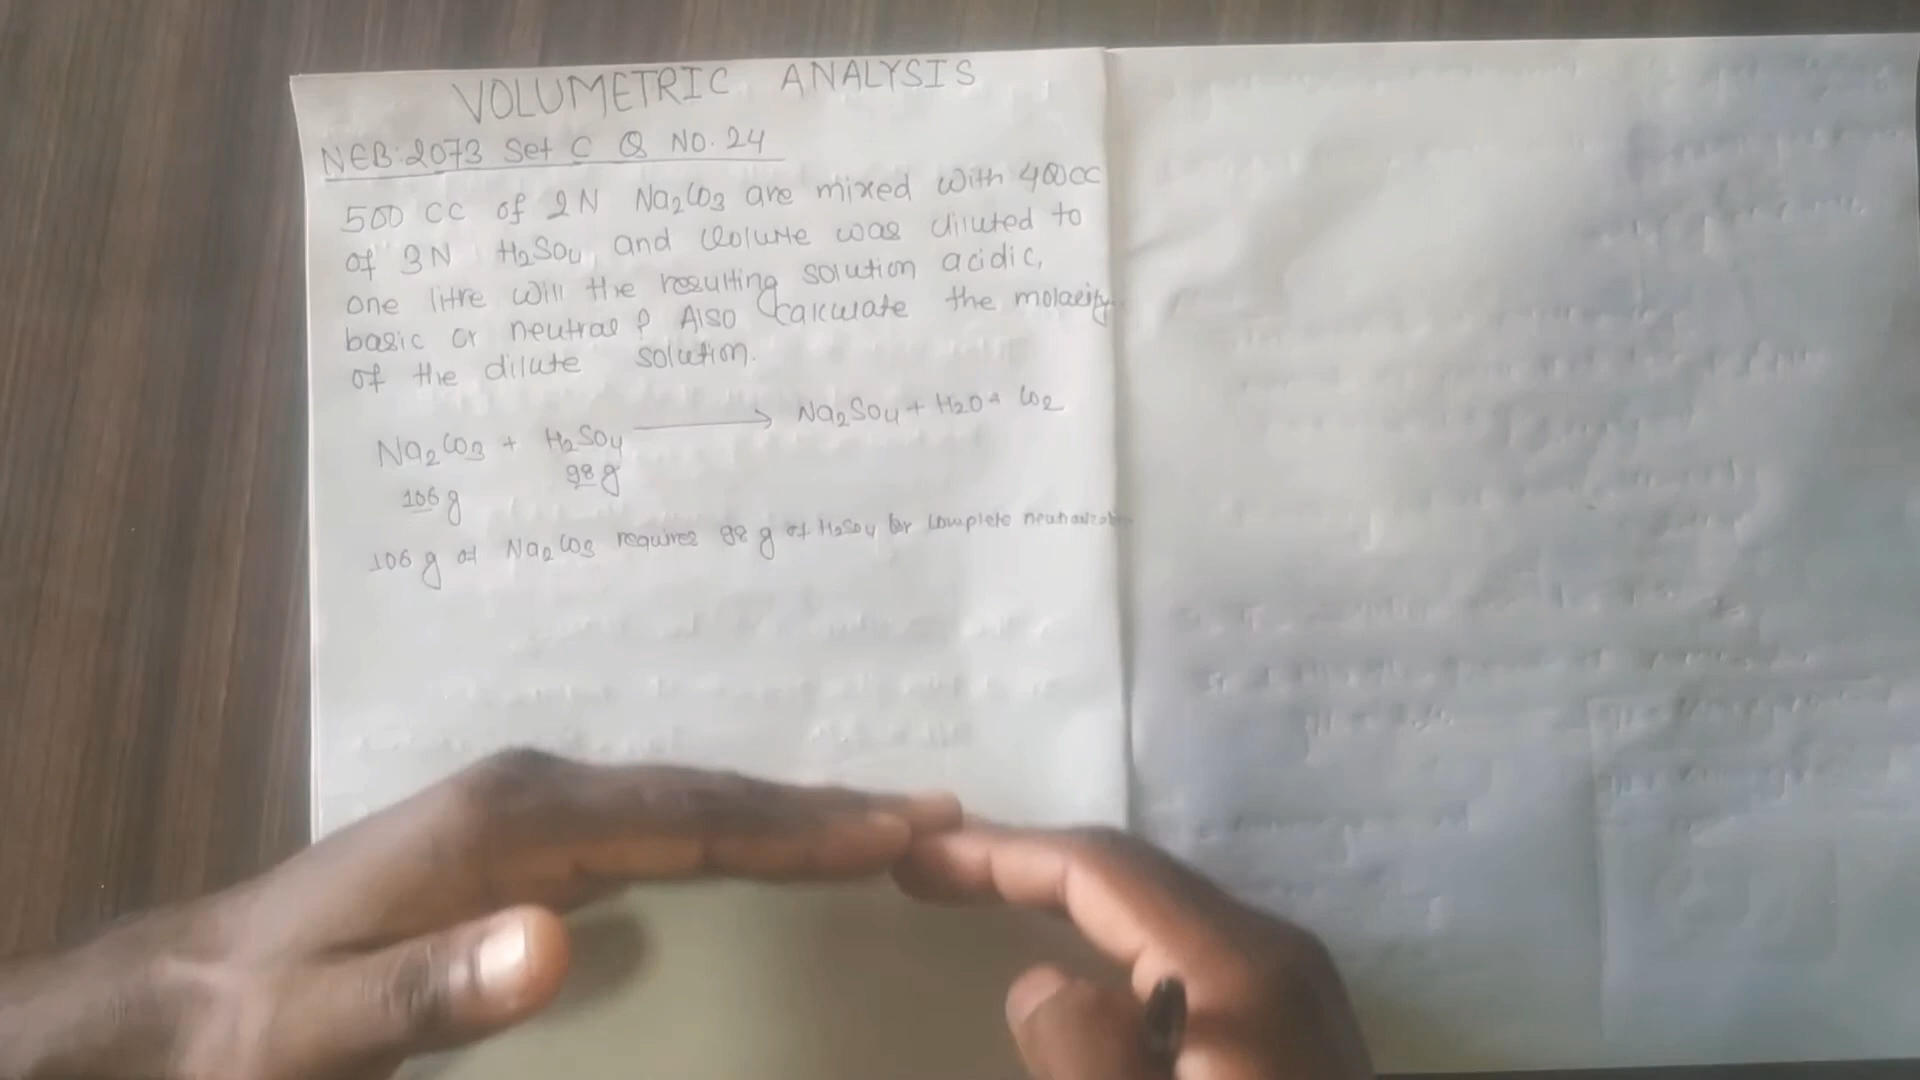 VOLUMETRIC ANALYSIS
NEB:2073 Set C Q NO. 24
500 CC of 2N Na2CO3 are mixed with 400CC
of 3N H2SO4 and volume was diluted to
one litre will the resulting solution acidic,
basic or neutral? Also calculate the molarity
of the dilute solution.
Na2CO3 + H2SO4 → Na2SO4 + H2O + CO2
106 g 98 g
106 g of Na2CO3 requires 98 g of H2SO4 for complete